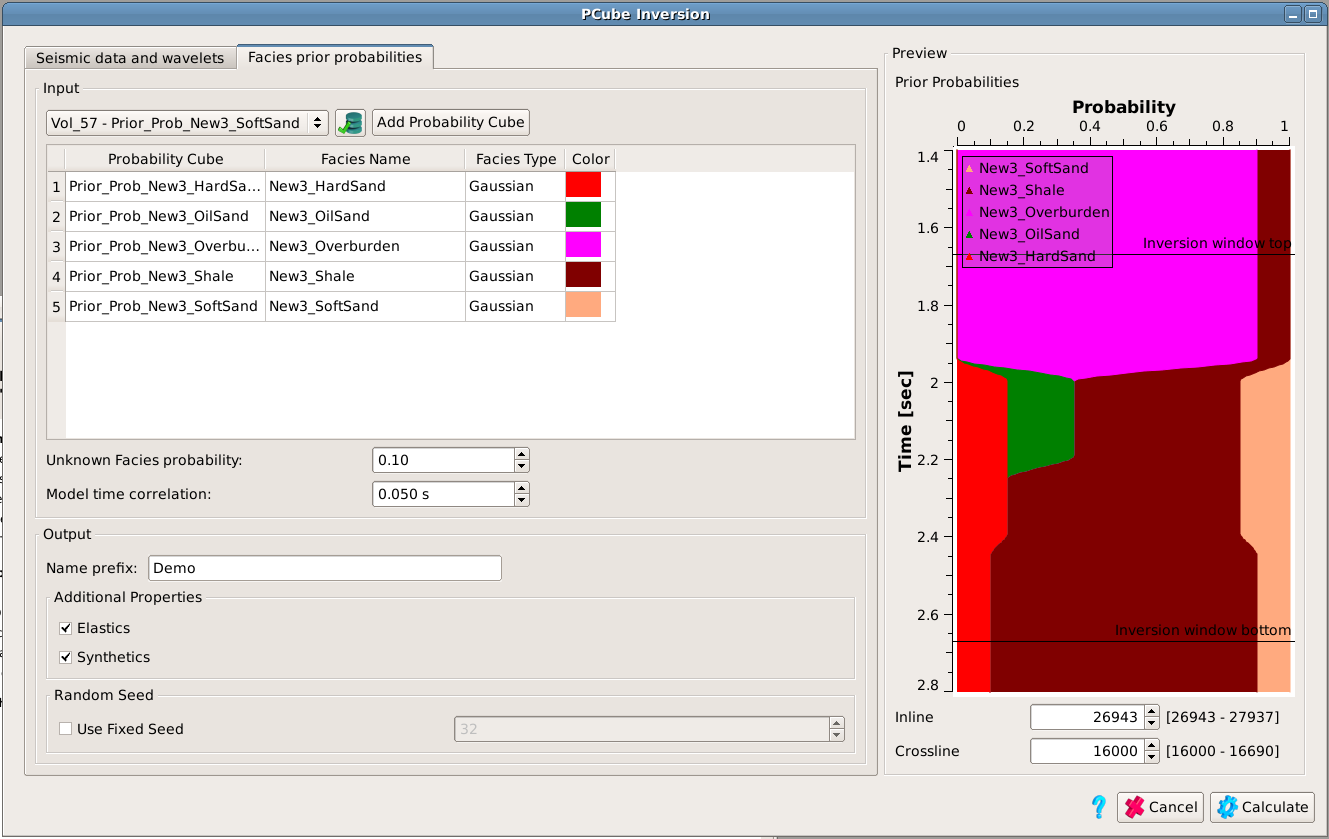 PCube Inversion
Seismic data and wavelets
Facies prior probabilities
Input
Vol_57 - Prior_Prob_New3_SoftSand
Add Probability Cube
Probability Cube Facies Name Facies Type Color
1 Prior_Prob_New3_HardSa... New3_HardSand Gaussian
2 Prior_Prob_New3_OilSand New3_OilSand Gaussian
3 Prior_Prob_New3_Overbu... New3_Overburden Gaussian
4 Prior_Prob_New3_Shale New3_Shale Gaussian
5 Prior_Prob_New3_SoftSand New3_SoftSand Gaussian
Unknown Facies probability: 0.10
Model time correlation: 0.050 s
Output
Name prefix: Demo
Additional Properties
Elastics
Synthetics
Random Seed
Use Fixed Seed 32
Preview
Prior Probabilities
Probability
0 0.2 0.4 0.6 0.8 1
Time [sec]
1.4
1.6
1.8
2
2.2
2.4
2.6
2.8
New3_SoftSand
New3_Shale
New3_Overburden
New3_OilSand
New3_HardSand
Inversion window top
Inversion window bottom
Inline 26943 [26943 - 27937]
Crossline 16000 [16000 - 16690]
? Cancel Calculate